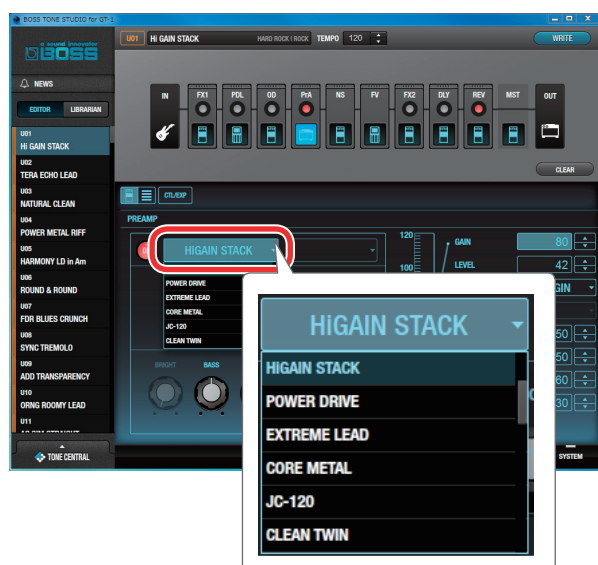 BOSS TONE STUDIO for GT-1
a sound innovator
BOSS
U01 Hi GAIN STACK HARD ROCK | ROCK TEMPO 120
WRITE
NEWS
EDITOR LIBRARIAN
IN FX1 PDL OD PrA NS FV FX2 DLY REV MST OUT
CLEAR
U01
Hi GAIN STACK
U02
TERA ECHO LEAD
U03
NATURAL CLEAN
U04
POWER METAL RIFF
U05
HARMONY LD in Am
U06
ROUND & ROUND
U07
FDR BLUES CRUNCH
U08
SYNC TREMOLO
U09
ADD TRANSPARENCY
U10
ORNG ROOMY LEAD
U11
TONE CENTRAL
CTL/EXP
PREAMP
HiGAIN STACK
POWER DRIVE
EXTREME LEAD
CORE METAL
JC-120
CLEAN TWIN
BRIGHT BASS
120
100
GAIN 80
LEVEL 42
50
50
60
30
SYSTEM
HiGAIN STACK
HIGAIN STACK
POWER DRIVE
EXTREME LEAD
CORE METAL
JC-120
CLEAN TWIN